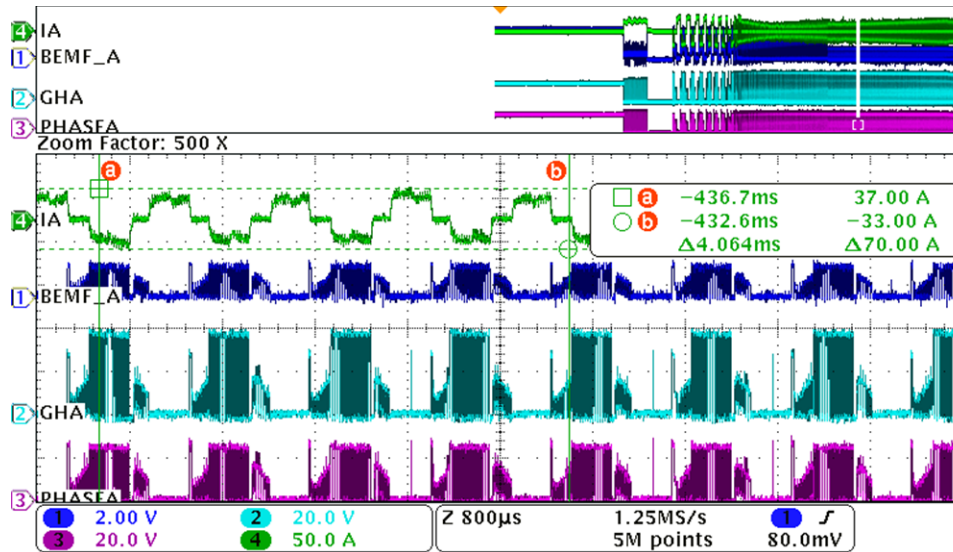 4 IA
1 BEMF_A
2 GHA
3 PHASEA
Zoom Factor: 500 X
a
b
a −436.7ms 37.00 A
b −432.6ms −33.00 A
Δ4.064ms Δ70.00 A
4 IA
1 BEMF_A
2 GHA
3 PHASEA
1 2.00 V 2 20.0 V
3 20.0 V 4 50.0 A
Z 800µs 1.25MS/s 1
5M points 80.0mV